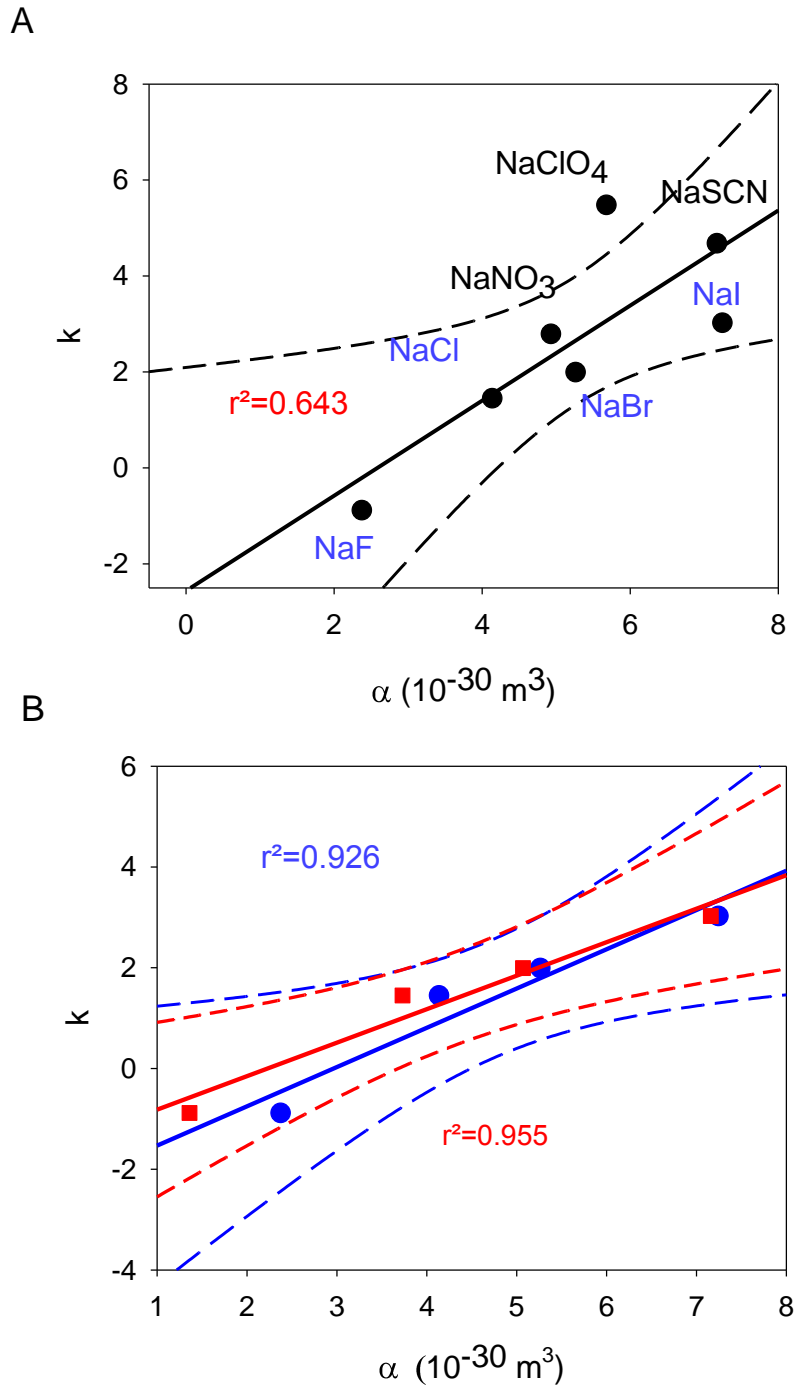 A
8
NaClO4
6
NaSCN
4
NaNO3
NaI
k
NaCl
2
r²=0.643
NaBr
0
NaF
-2
0 2 4 6 8
α (10-30 m3)
B
6
r²=0.926
4
2
k
0
r²=0.955
-2
-4
1 2 3 4 5 6 7 8
α (10-30 m3)